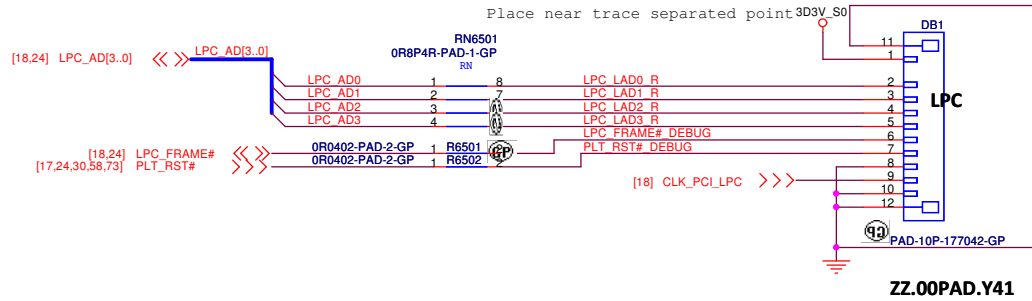 Place near trace separated point
3D3V_S0
DB1
RN6501
0R8P4R-PAD-1-GP
RN
[18,24] LPC_AD[3..0]
LPC_AD[3..0]
11
1
LPC_AD0 1 8 LPC_LAD0_R 2
LPC_AD1 2 7 LPC_LAD1_R 3
LPC_AD2 3 LPC_LAD2_R 4
LPC_AD3 4 LPC_LAD3_R 5
LPC
LPC_FRAME#_DEBUG 6
[18,24] LPC_FRAME# 0R0402-PAD-2-GP 1 R6501 GP
PLT_RST#_DEBUG 7
[17,24,30,58,73] PLT_RST# 0R0402-PAD-2-GP 1 R6502 2
8
[18] CLK_PCI_LPC 9
10
12
GP
PAD-10P-177042-GP
ZZ.00PAD.Y41